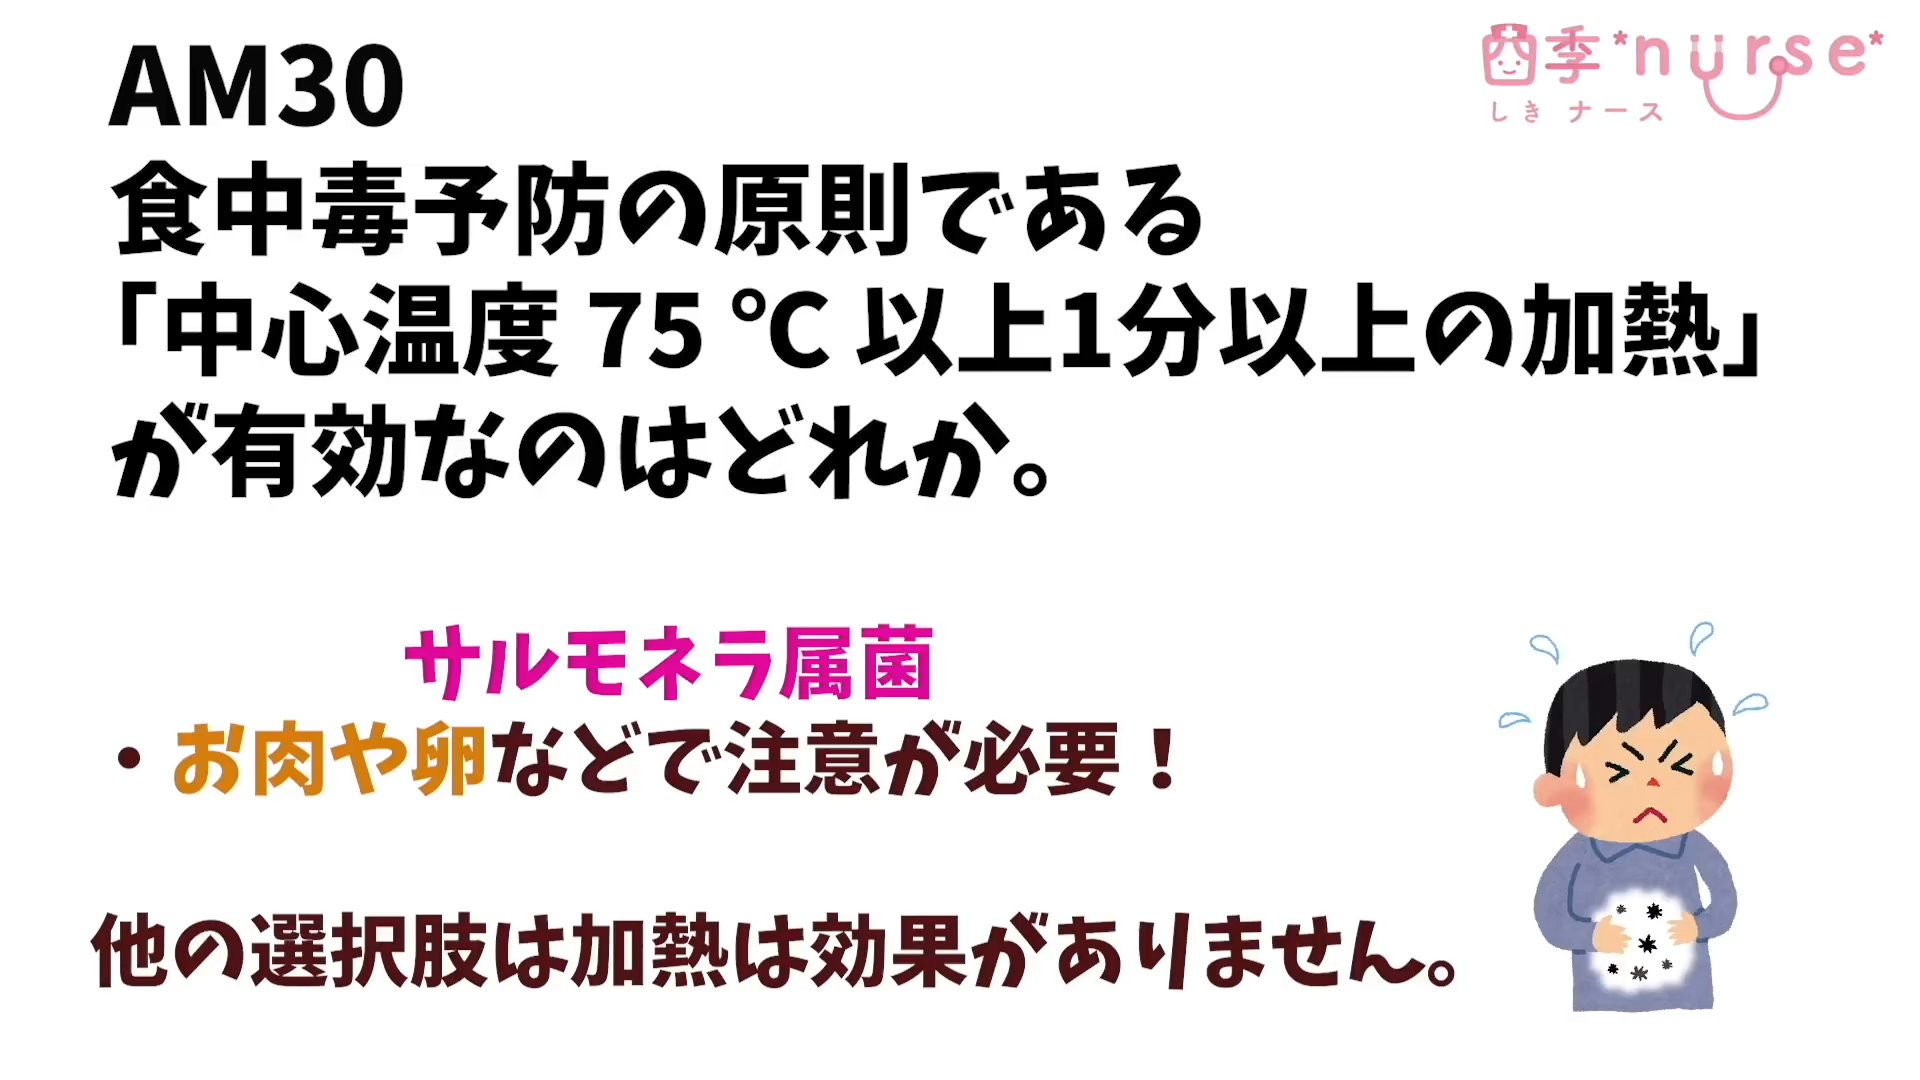 四季*nurse*
しき ナース
AM30
食中毒予防の原則である
「中心温度 75 ℃ 以上1分以上の加熱」
が有効なのはどれか。
サルモネラ属菌
・お肉や卵などで注意が必要！
他の選択肢は加熱は効果がありません。